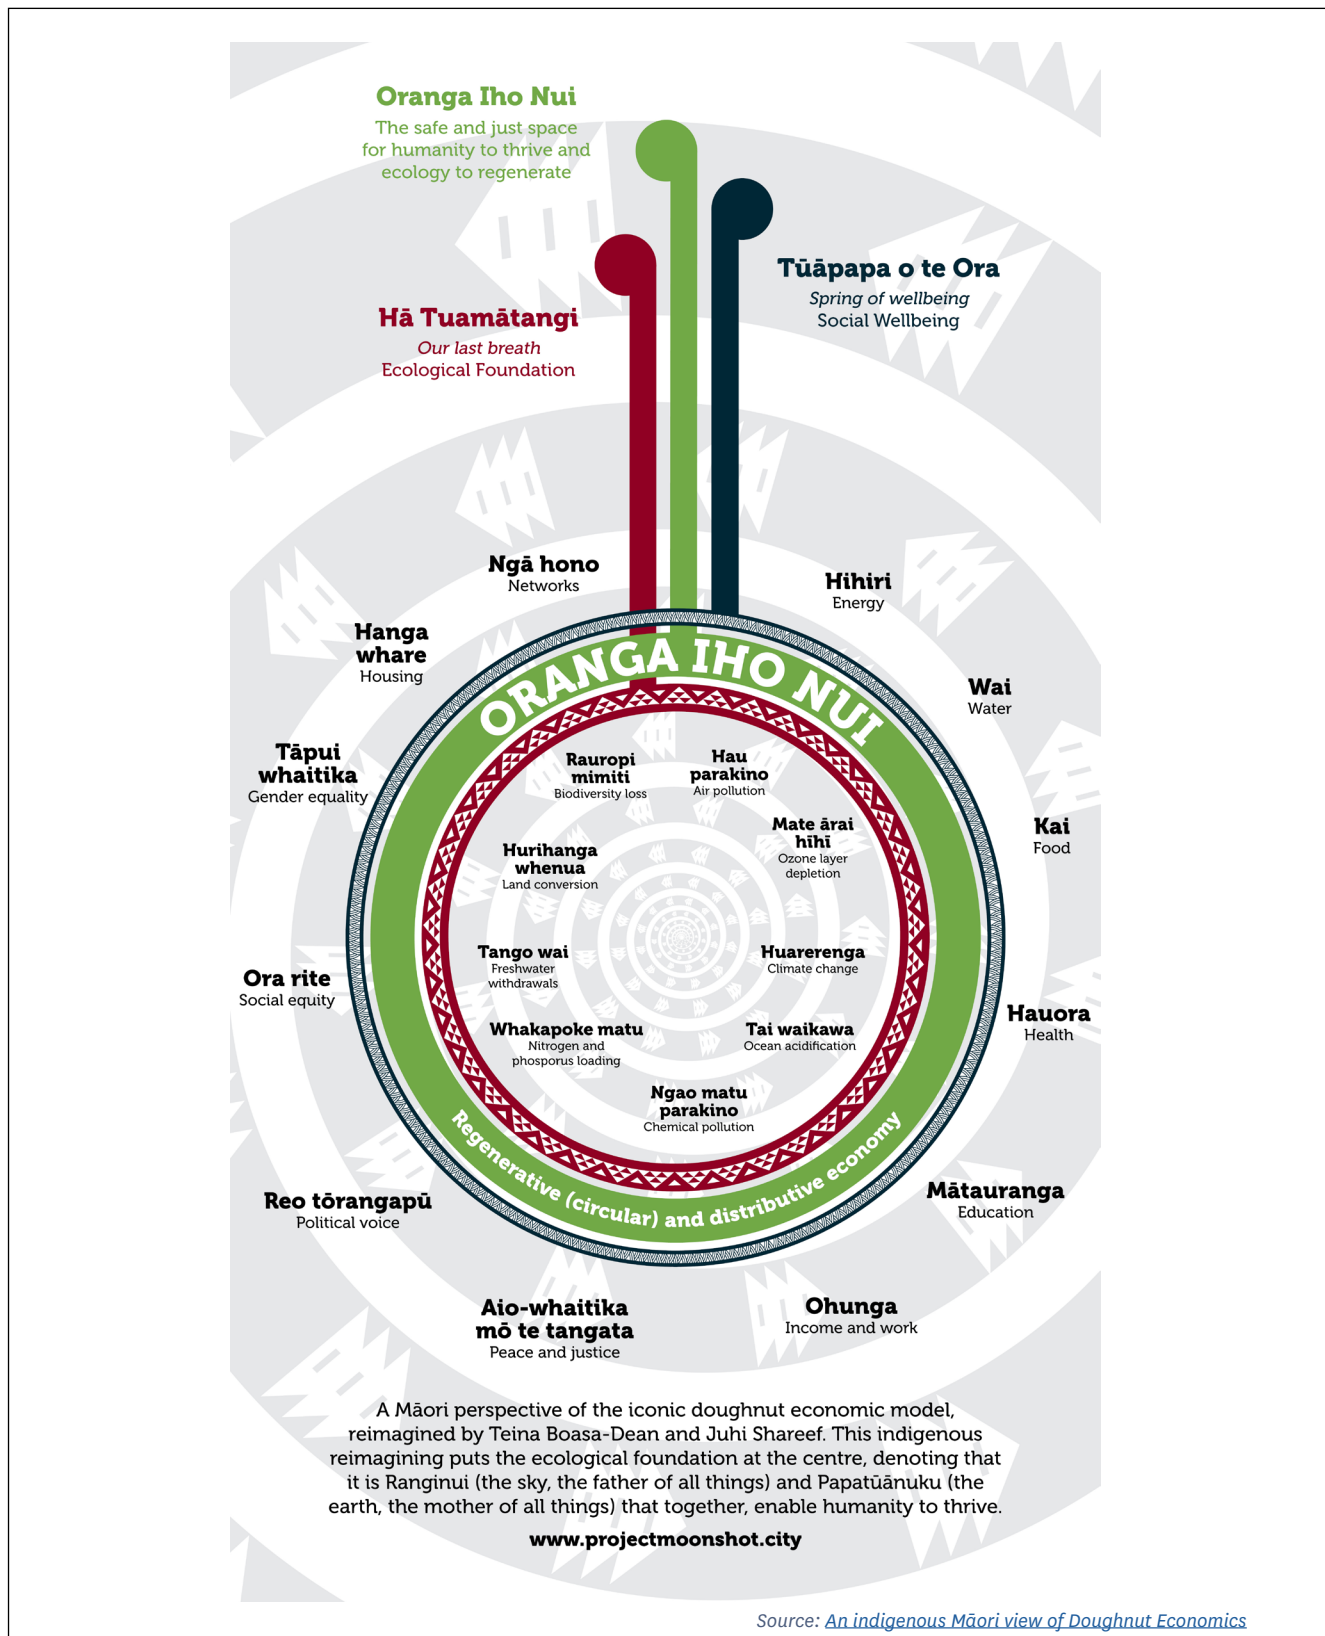 Oranga Iho Nui
The safe and just space
for humanity to thrive and
ecology to regenerate
Tūāpapa o te Ora
Spring of wellbeing
Social Wellbeing
Hā Tuamātangi
Our last breath
Ecological Foundation
Ngā hono
Networks
Hihiri
Energy
Hanga
whare
Housing
Wai
Water
Tāpui
whaitika
Gender equality
Kai
Food
Ora rite
Social equity
Hauora
Health
Reo tōrangapū
Political voice
Mātauranga
Education
Aio-whaitika
mō te tangata
Peace and justice
Ohunga
Income and work
ORANGA IHO NUI
Rauropi
mimiti
Biodiversity loss
Hau
parakino
Air pollution
Mate ārai
hīhī
Ozone layer
depletion
Hurihanga
whenua
Land conversion
Tango wai
Freshwater
withdrawals
Huarerenga
Climate change
Whakapoke matu
Nitrogen and
phosporus loading
Tai waikawa
Ocean acidification
Ngao matu
parakino
Chemical pollution
Regenerative (circular) and distributive economy
A Māori perspective of the iconic doughnut economic model,
reimagined by Teina Boasa-Dean and Juhi Shareef. This indigenous
reimagining puts the ecological foundation at the centre, denoting that
it is Ranginui (the sky, the father of all things) and Papatūānuku (the
earth, the mother of all things) that together, enable humanity to thrive.
www.projectmoonshot.city
Source: An indigenous Māori view of Doughnut Economics